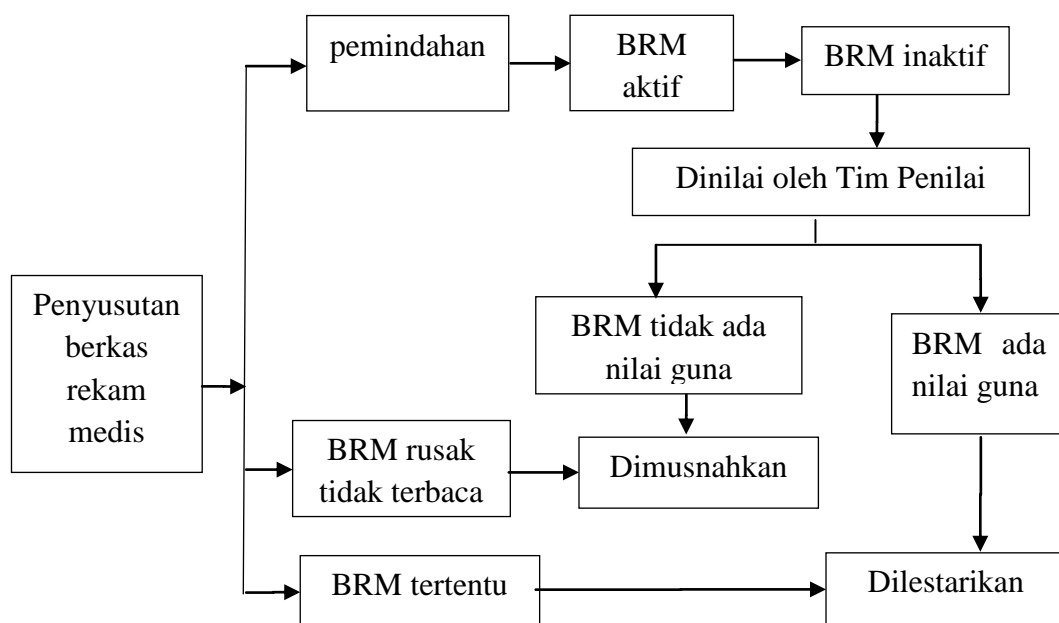 pemindahan
BRM
aktif
BRM inaktif
Dinilai oleh Tim Penilai
Penyusutan
berkas
rekam
medis
BRM tidak ada
nilai guna
BRM ada
nilai guna
BRM rusak
tidak terbaca
Dimusnahkan
BRM tertentu
Dilestarikan